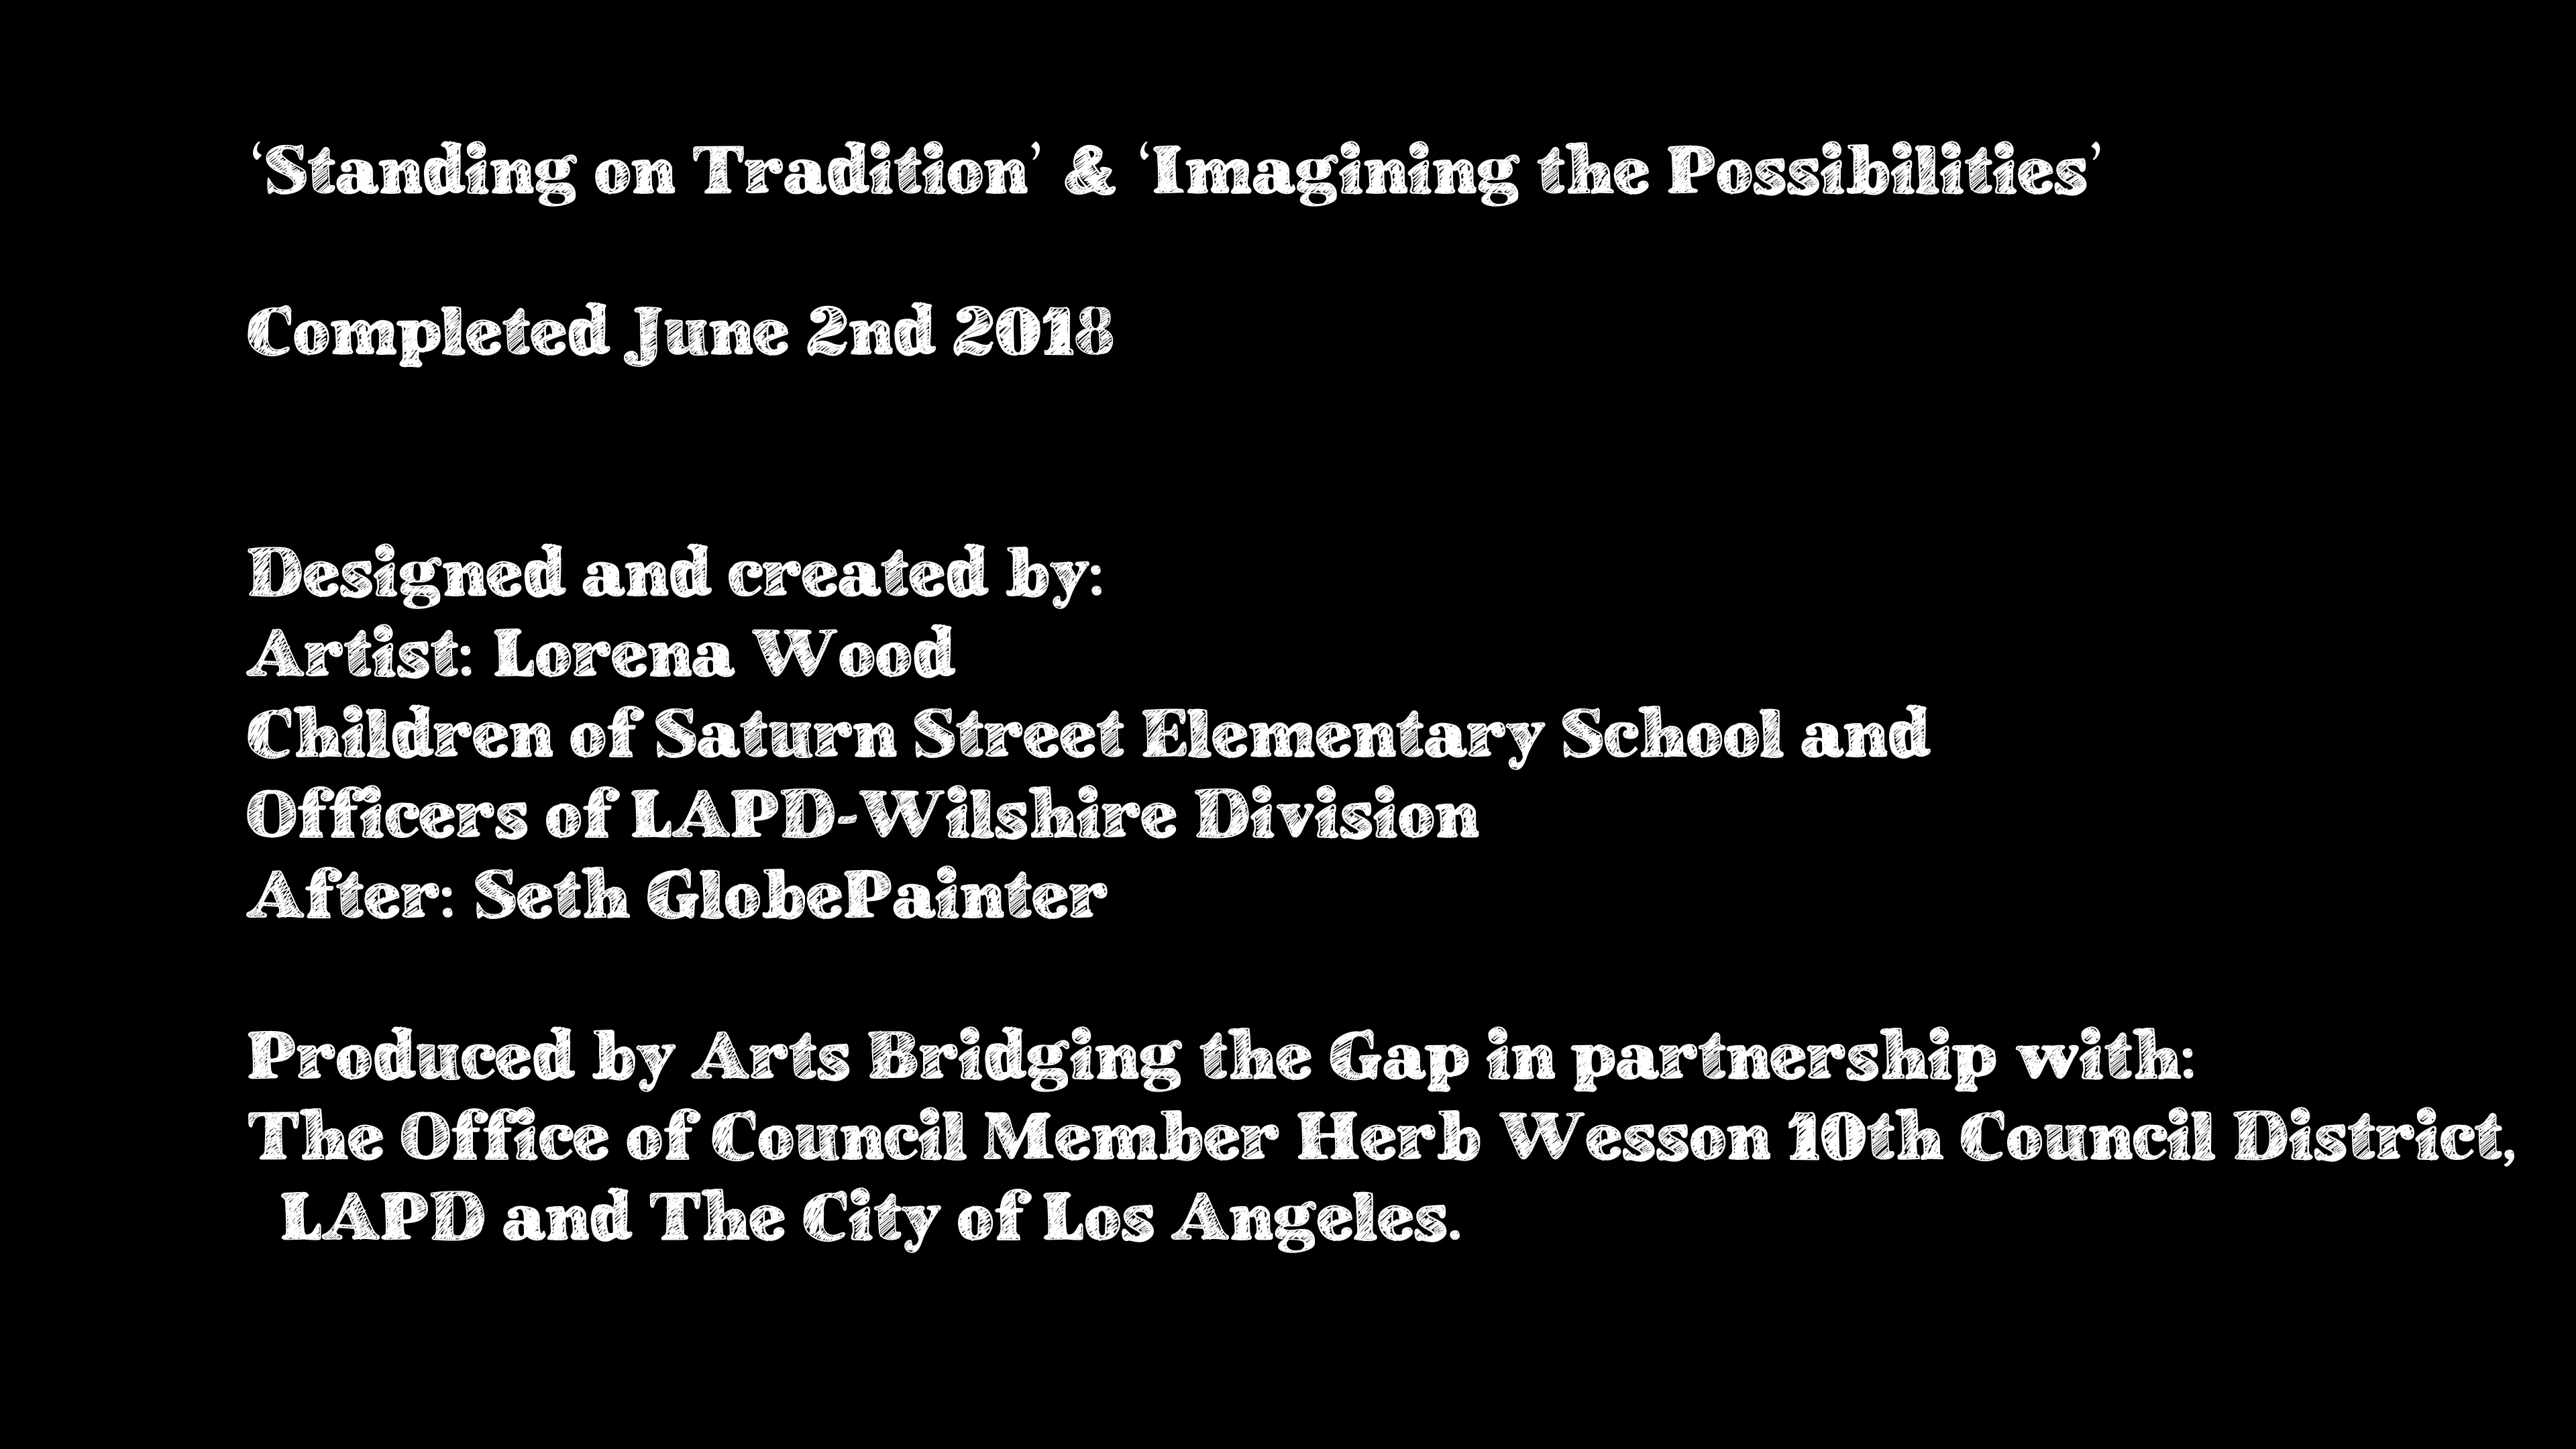 ‘Standing on Tradition’ & ‘Imagining the Possibilities’
Completed June 2nd 2018
Designed and created by:
Artist: Lorena Wood
Children of Saturn Street Elementary School and
Officers of LAPD-Wilshire Division
After: Seth GlobePainter
Produced by Arts Bridging the Gap in partnership with:
The Office of Council Member Herb Wesson 10th Council District,
LAPD and The City of Los Angeles.